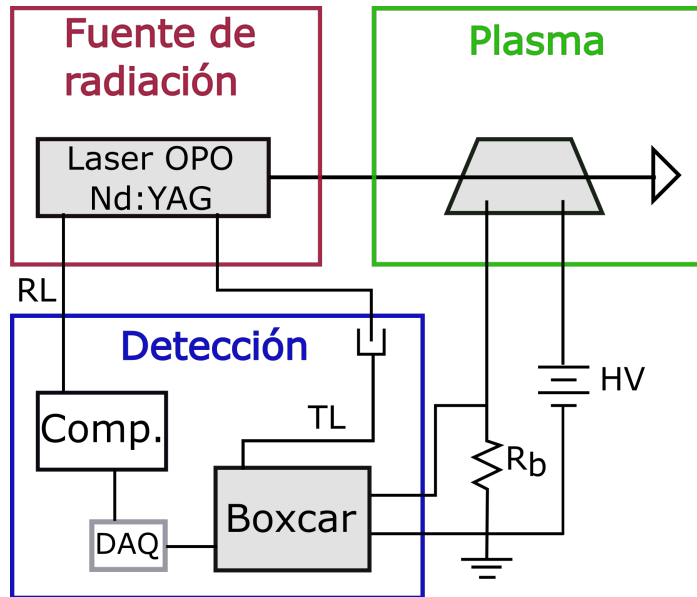 Fuente de
radiación
Plasma
Laser OPO
Nd:YAG
RL
Detección
HV
Comp.
TL
Rb
Boxcar
DAQ